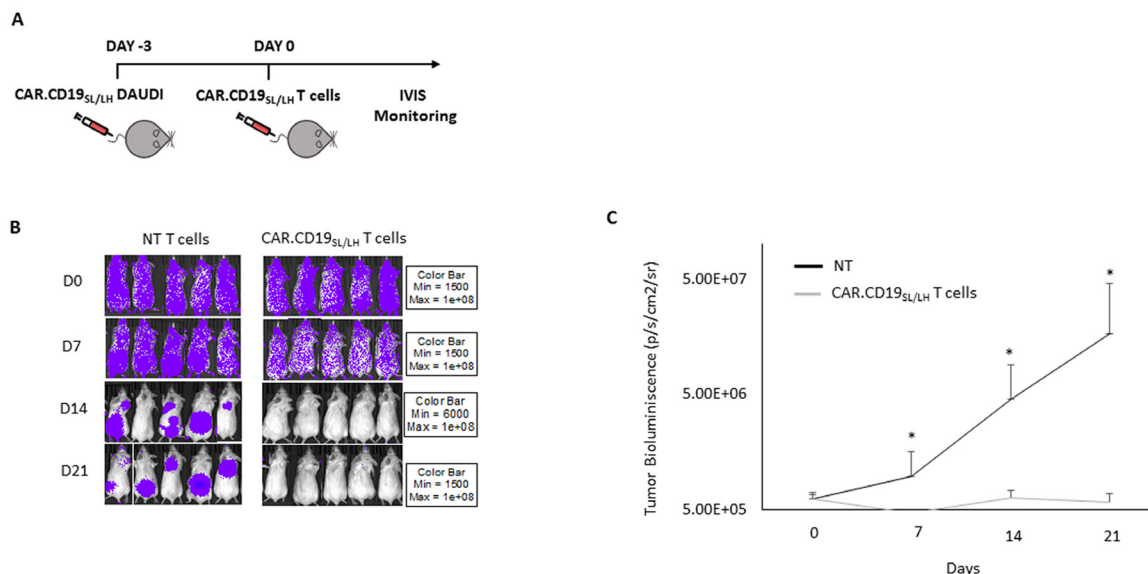 A
DAY -3
DAY 0
CAR.CD19SL/LH DAUDI
CAR.CD19SL/LH T cells
IVIS
Monitoring
B
NT T cells
CAR.CD19SL/LH T cells
D0
Color Bar
Min = 1500
Max = 1e+08
D7
Color Bar
Min = 1500
Max = 1e+08
D14
Color Bar
Min = 6000
Max = 1e+08
D21
Color Bar
Min = 1500
Max = 1e+08
C
Tumor Bioluminiscence (p/s/cm2/sr)
5.00E+07
5.00E+06
5.00E+05
NT
CAR.CD19SL/LH T cells
*
*
*
0
7
14
21
Days